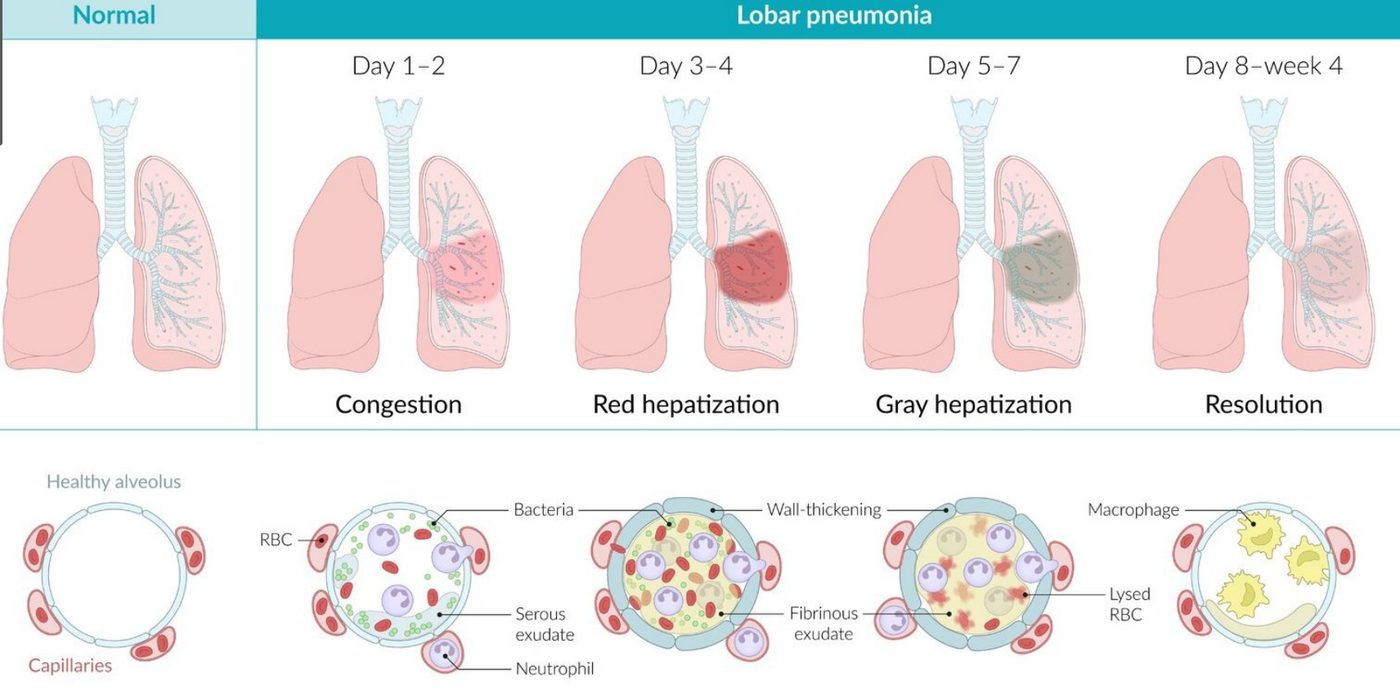 Normal
Lobar pneumonia
Day 1–2
Day 3–4
Day 5–7
Day 8–week 4
Congestion
Red hepatization
Gray hepatization
Resolution
Healthy alveolus
Capillaries
RBC
Bacteria
Serous
exudate
Neutrophil
Wall-thickening
Fibrinous
exudate
Macrophage
Lysed
RBC